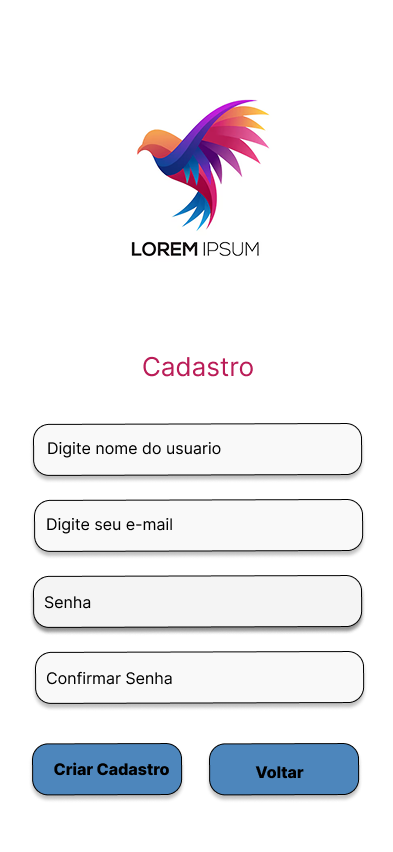 LOREM IPSUM
Cadastro
Digite nome do usuario
Digite seu e-mail
Senha
Confirmar Senha
Criar Cadastro
Voltar